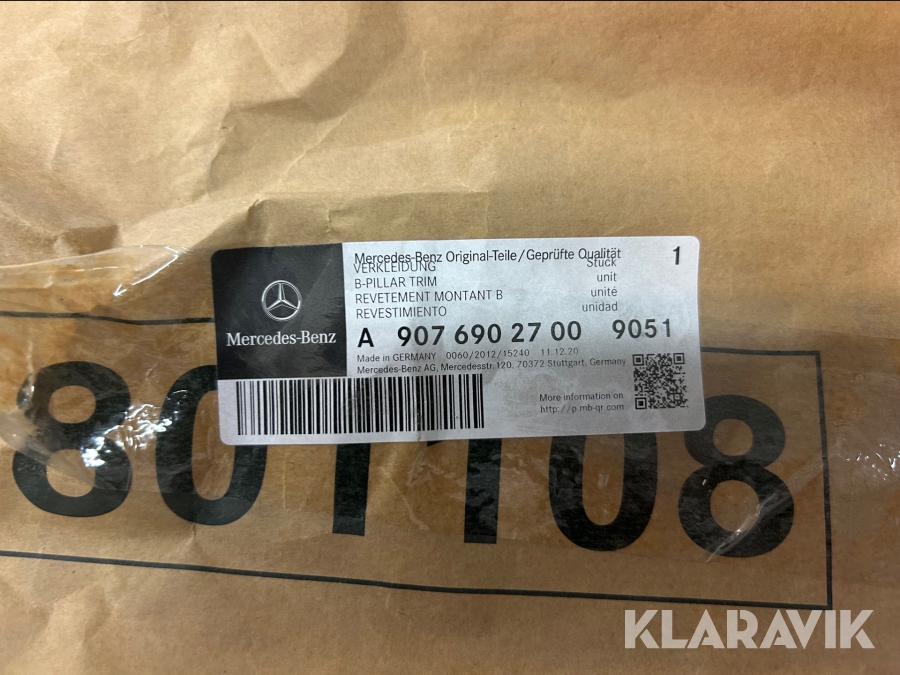 Mercedes-Benz Original-Teile/Geprüfte Qualität 1
VERKLEIDUNG Stück
B-PILLAR TRIM unit
REVETEMENT MONTANT B unité
REVESTIMIENTO unidad
Mercedes-Benz
A 907 690 27 00 9051
Made in GERMANY 0060/2012/15240 11.12.20
Mercedes-Benz AG, Mercedesstr. 120, 70372 Stuttgart, Germany
More information on
http://p.mb-qr.com
801108
KLARAVIK